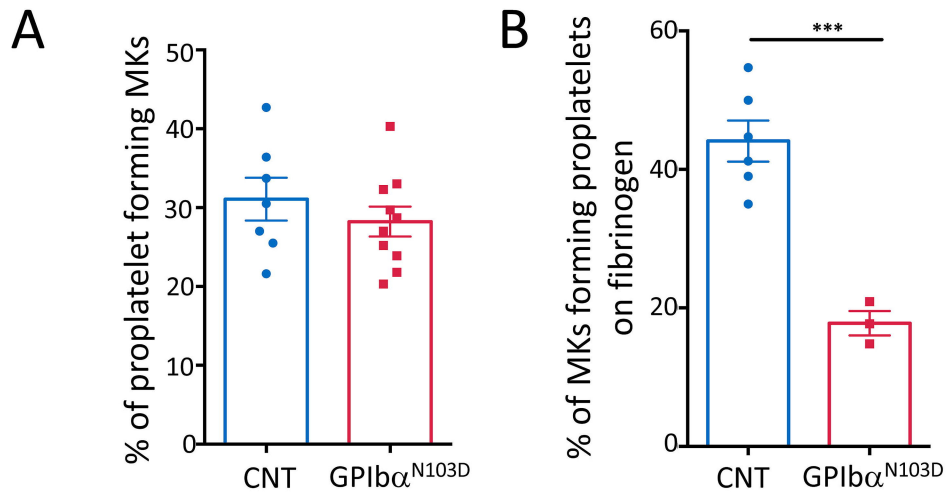 A
% of proplatelet forming MKs
50
40
30
20
10
0
CNT
GPIbα^N103D
B
% of MKs forming proplatelets
on fibrinogen
60
40
20
0
***
CNT
GPIbα^N103D